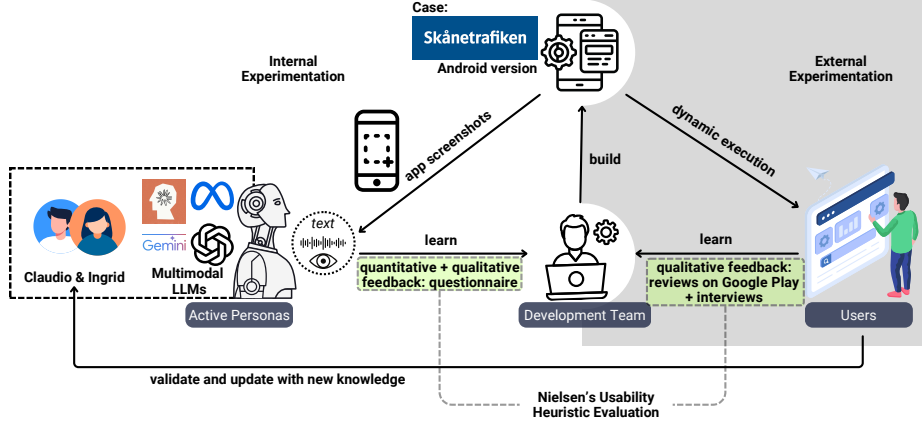 Case:
Skånetrafiken
Android version
Internal
Experimentation
External
Experimentation
app screenshots
dynamic execution
build
text
Gemini
Claudio & Ingrid
Multimodal
LLMs
learn
quantitative + qualitative
feedback: questionnaire
learn
qualitative feedback:
reviews on Google Play
+ interviews
Active Personas
Development Team
Users
validate and update with new knowledge
Nielsen's Usability
Heuristic Evaluation